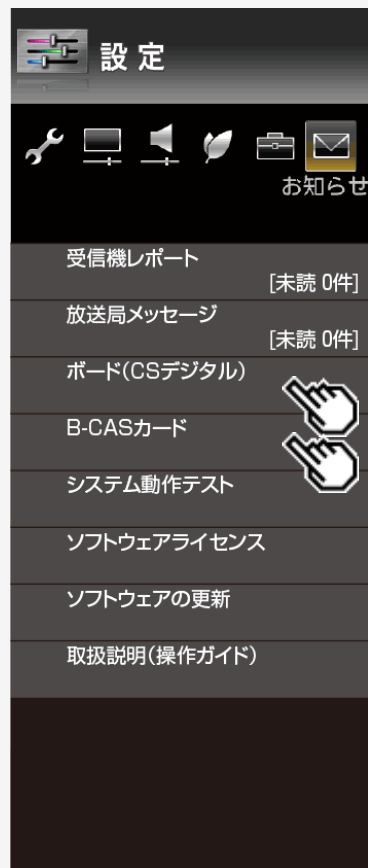 設定
お知らせ
受信機レポート
[未読 0件]
放送局メッセージ
[未読 0件]
ボード(CSデジタル)
B-CASカード
システム動作テスト
ソフトウェアライセンス
ソフトウェアの更新
取扱説明(操作ガイド)